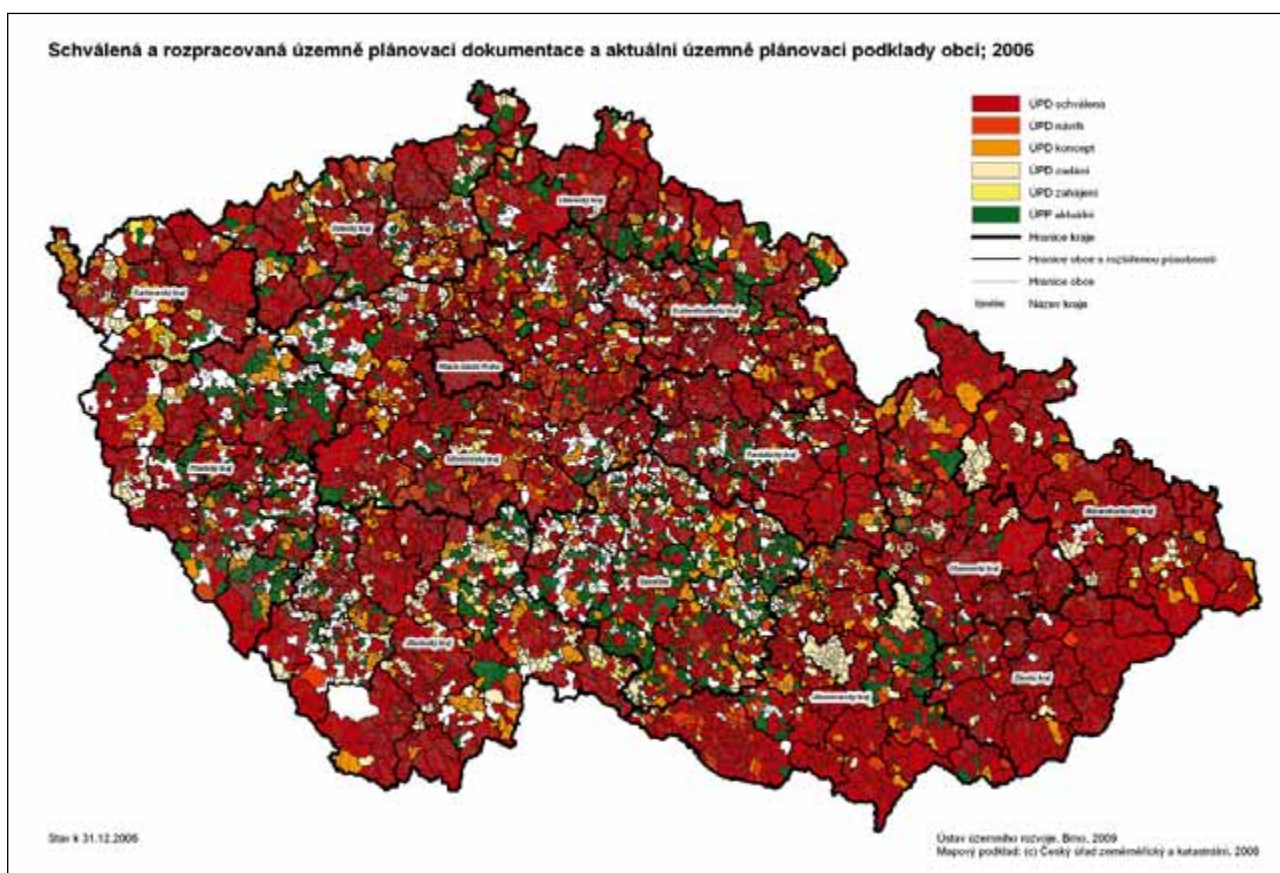 Schválená a rozpracovaná územně plánovací dokumentace a aktuální územně plánovací podklady obcí; 2006
ÚPD schválená
ÚPD návrh
ÚPD koncept
ÚPD zadání
ÚPD zahájení
ÚPP aktuální
Hranice kraje
Hranice obce s rozšířenou působností
Hranice obce
Název kraje
Liberecký kraj
Ústecký kraj
Karlovarský kraj
Královéhradecký kraj
Hlavní město Praha
Plzeňský kraj
Středočeský kraj
Pardubický kraj
Moravskoslezský kraj
Olomoucký kraj
Vysočina
Jihočeský kraj
Zlínský kraj
Jihomoravský kraj
Stav k 31.12.2006
Ústav územního rozvoje, Brno, 2009
Mapový podklad: (c) Český úřad zeměměřický a katastrální, 2008